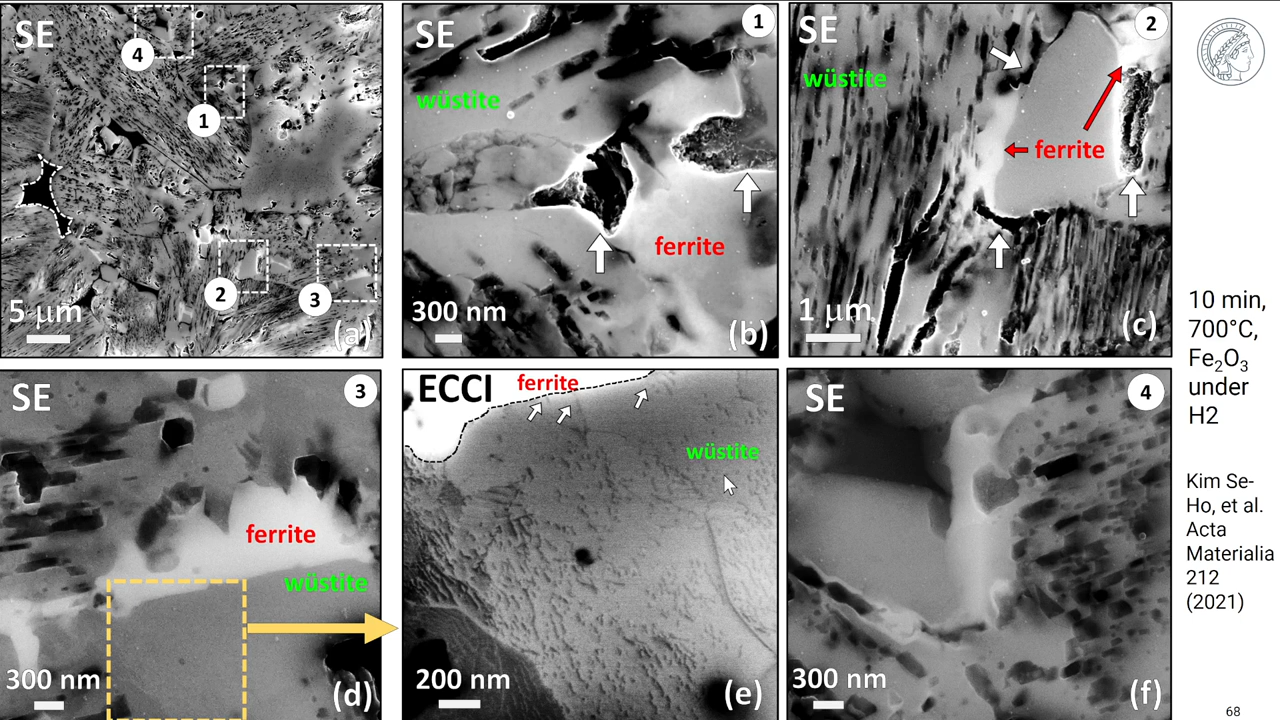 SE
4
1
2
3
5 μm
(a)
SE
1
wüstite
ferrite
300 nm
(b)
SE
2
wüstite
ferrite
1 μm
(c)
10 min,
700°C,
Fe₂O₃
under
H2
SE
3
ferrite
wüstite
300 nm
(d)
ECCI
ferrite
wüstite
200 nm
(e)
SE
4
300 nm
(f)
Kim Se-
Ho, et al.
Acta
Materialia
212
(2021)
68